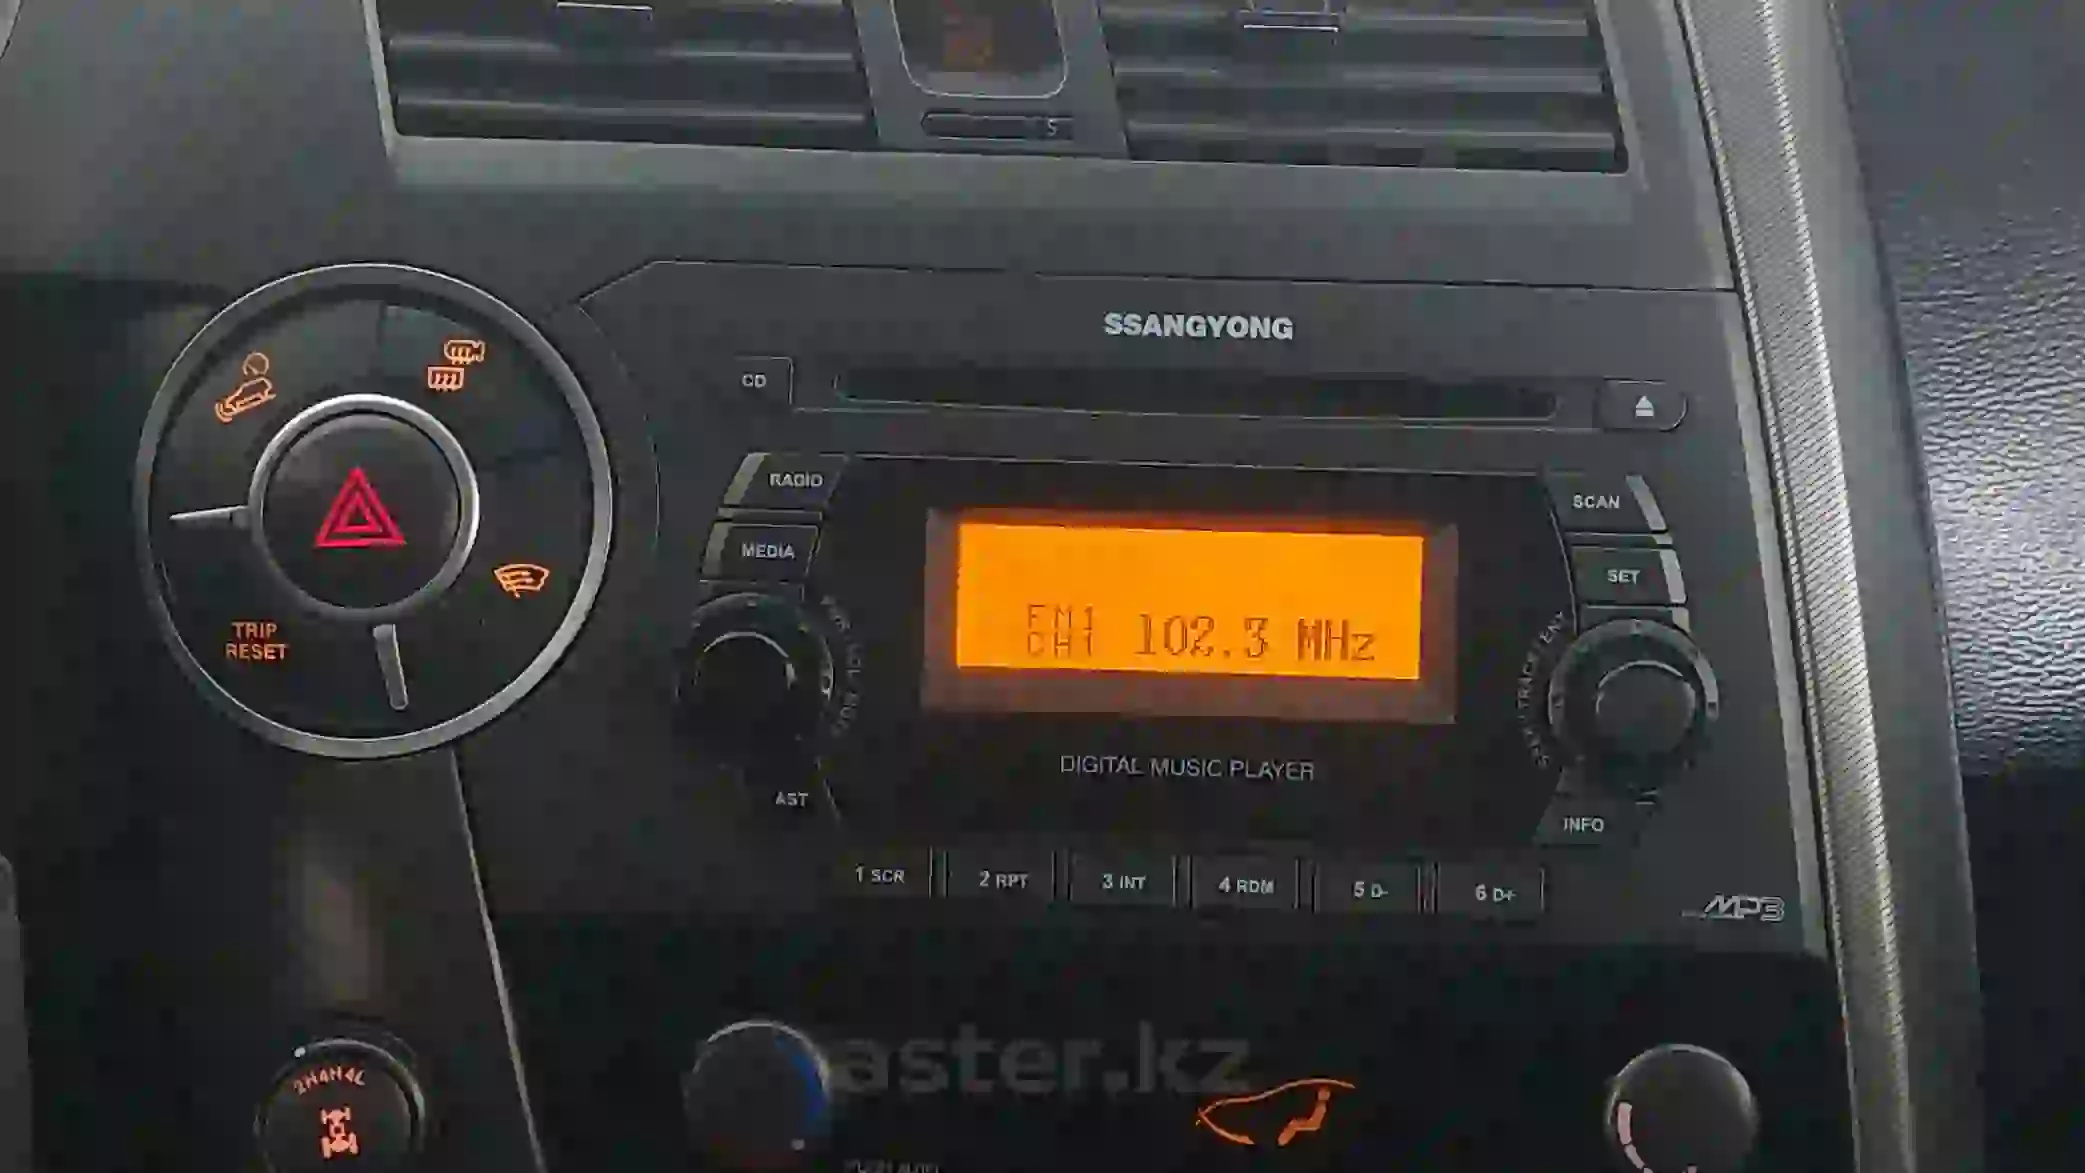 SSANGYONG
CD
RADIO
SCAN
MEDIA
SET
FM1
CH1 102.3 MHz
TRIP
RESET
DIGITAL MUSIC PLAYER
AST
INFO
1 SCR 2 RPT 3 INT 4 RDM 5 D- 6 D+
MP3
2H4H4L
aster.kz